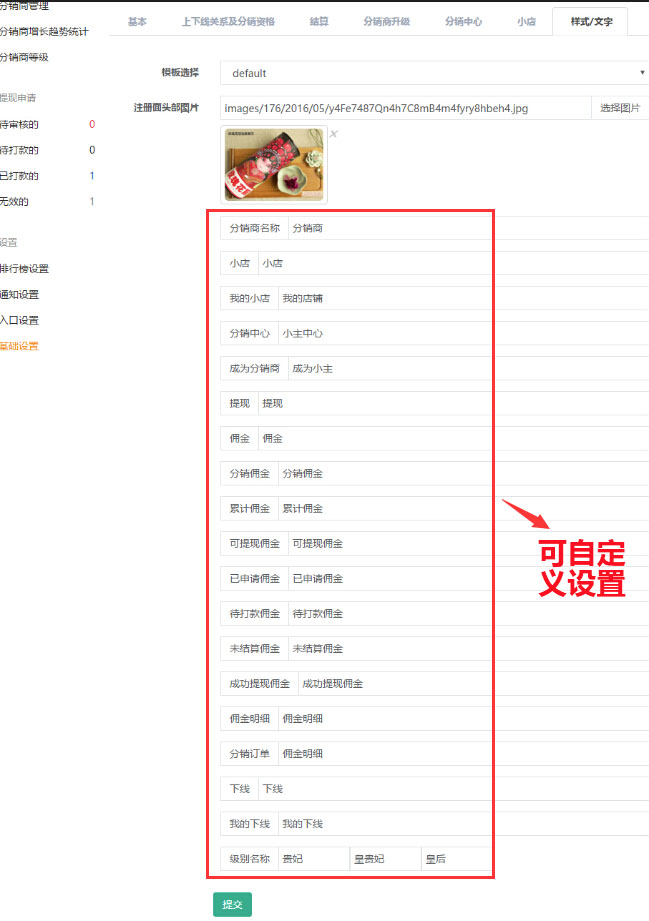 分销商管理
分销商增长趋势统计
分销商等级
提现申请
待审核的 0
待打款的 0
已打款的 1
无效的 1
设置
排行榜设置
通知设置
入口设置
基础设置
基本 上下线关系及分销资格 结算 分销商升级 分销中心 小店 样式/文字
模板选择 default
注册面头部图片 images/176/2016/05/y4Fe7487Qn4h7C8mB4m4fyry8hbeh4.jpg 选择图片
×
分销商名称 分销商
小店 小店
我的小店 我的店铺
分销中心 小主中心
成为分销商 成为小主
提现 提现
佣金 佣金
分销佣金 分销佣金
累计佣金 累计佣金
可提现佣金 可提现佣金
已申请佣金 已申请佣金
待打款佣金 待打款佣金
未结算佣金 未结算佣金
成功提现佣金 成功提现佣金
佣金明细 佣金明细
分销订单 佣金明细
下线 下线
我的下线 我的下线
级别名称 贵妃 皇贵妃 皇后
提交
可自定
义设置